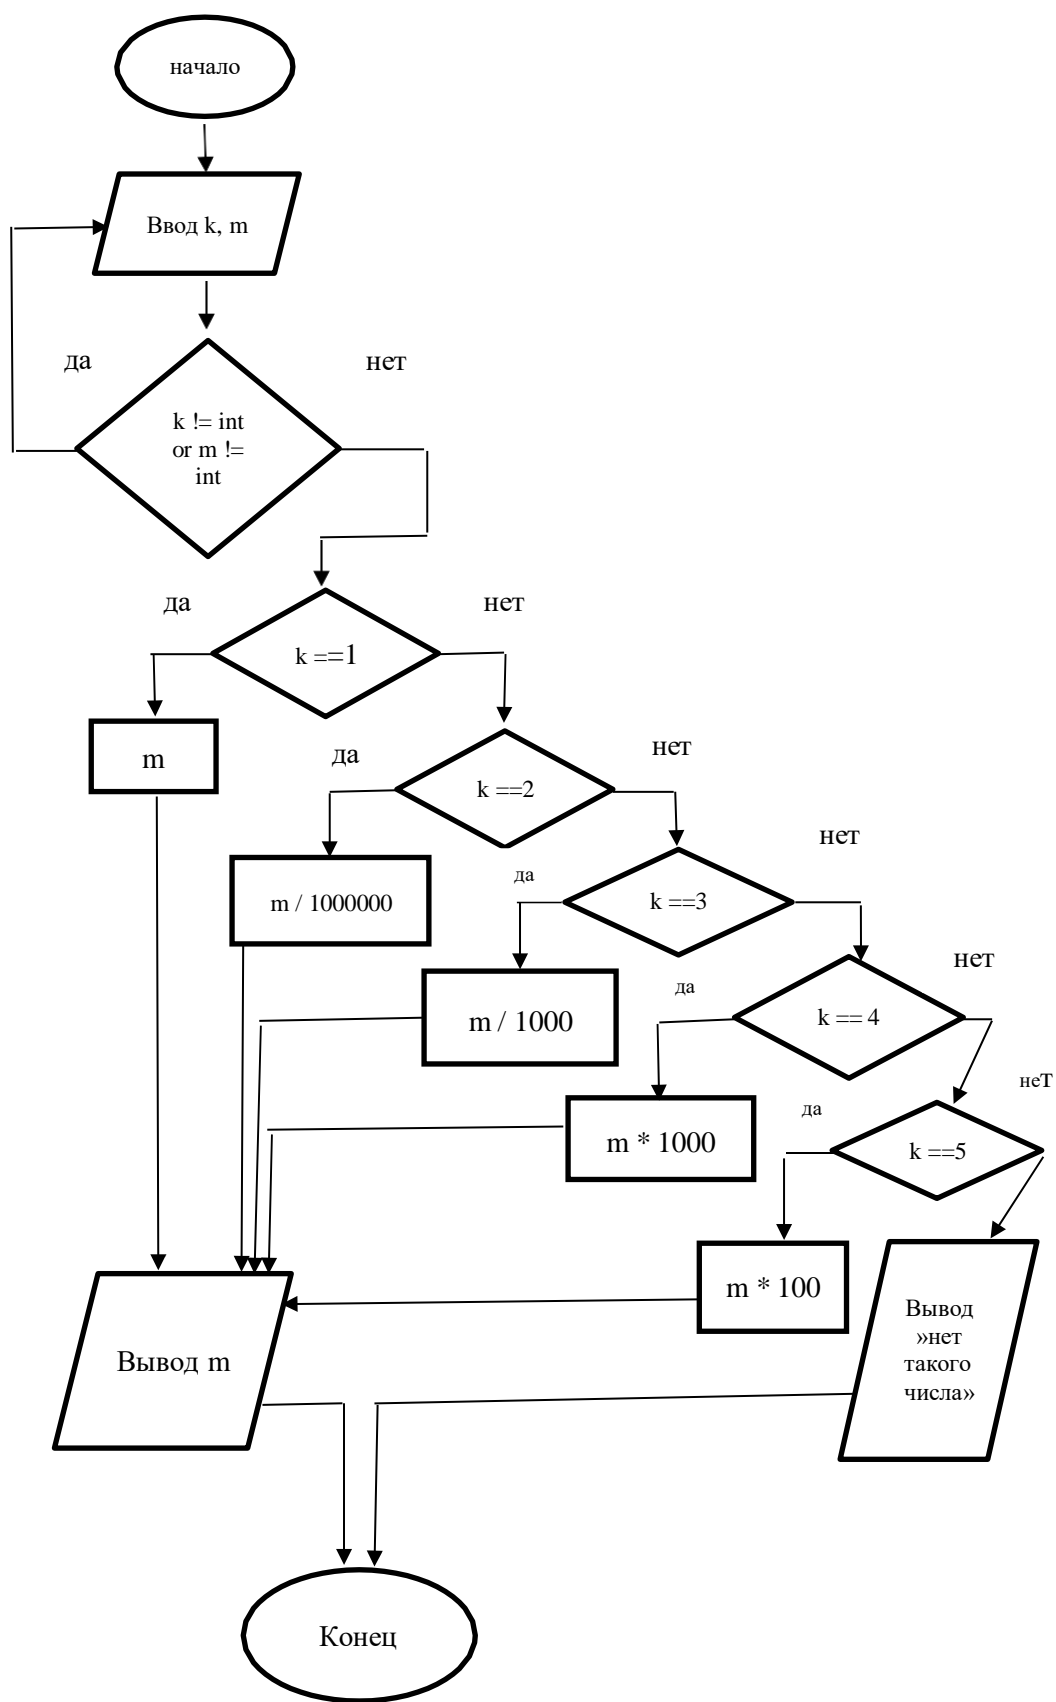 начало
Ввод k, m
да
нет
k != int
or m !=
int
да
нет
k ==1
m
да
нет
k ==2
нет
да
m / 1000000
k ==3
нет
да
m / 1000
k == 4
нет
да
m * 1000
k ==5
m * 100
Вывод
»нет
такого
числа»
Вывод m
Конец